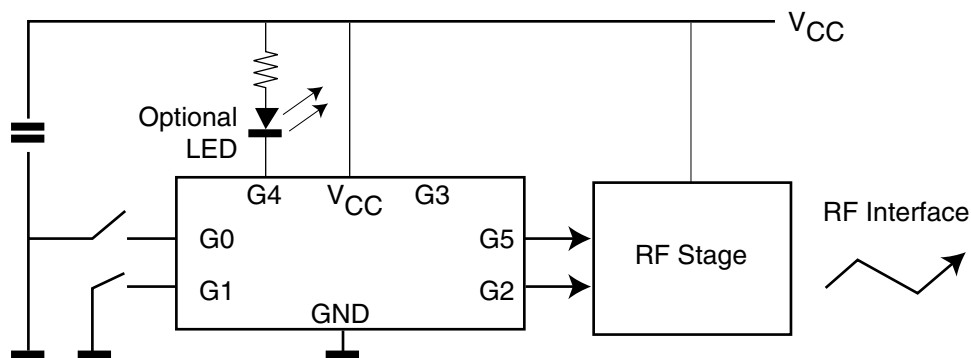 VCC
Optional
LED
G4
VCC
G3
RF Interface
G0
G5
RF Stage
G1
G2
GND